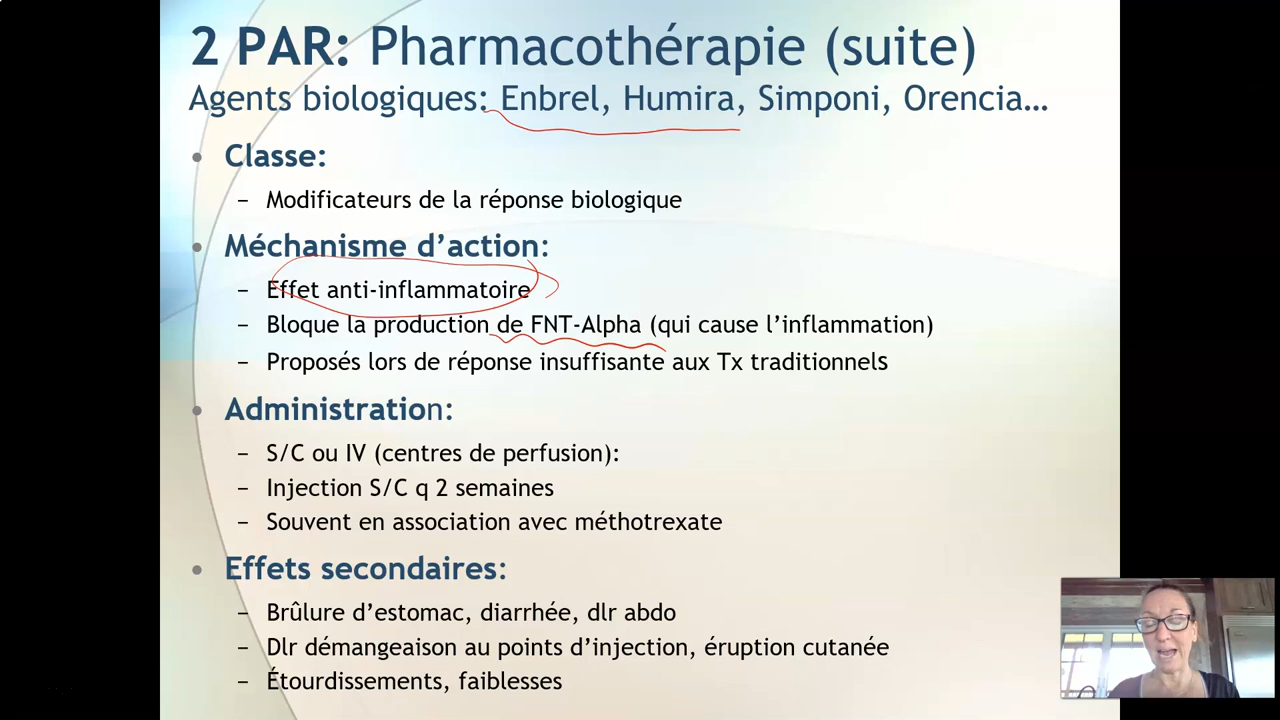 2 PAR: Pharmacothérapie (suite)
Agents biologiques: Enbrel, Humira, Simponi, Orencia…
• Classe:
– Modificateurs de la réponse biologique
• Méchanisme d’action:
– Effet anti-inflammatoire
– Bloque la production de FNT-Alpha (qui cause l’inflammation)
– Proposés lors de réponse insuffisante aux Tx traditionnels
• Administration:
– S/C ou IV (centres de perfusion):
– Injection S/C q 2 semaines
– Souvent en association avec méthotrexate
• Effets secondaires:
– Brûlure d’estomac, diarrhée, dlr abdo
– Dlr démangeaison au points d’injection, éruption cutanée
– Étourdissements, faiblesses